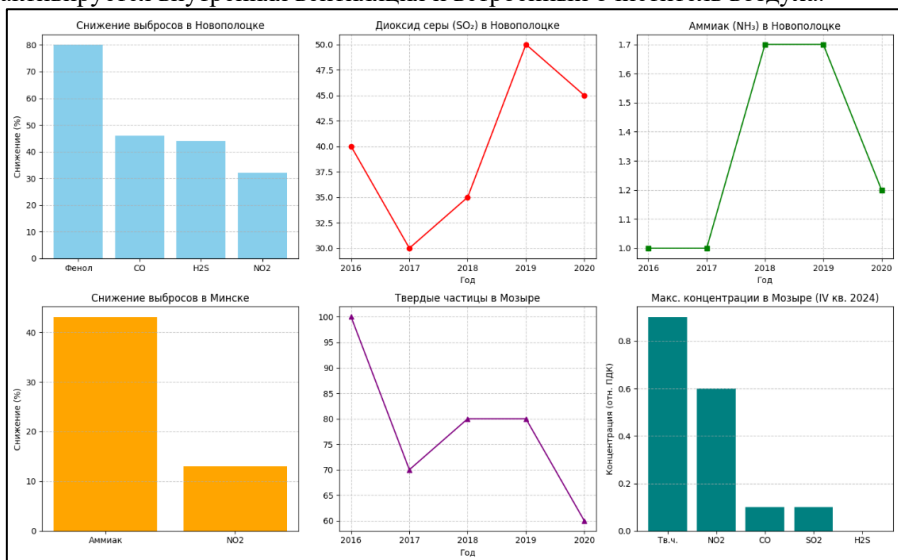 Снижение выбросов в Новополоцке
Снижение (%)
80
70
60
50
40
30
20
10
0
Фенол CO H2S NO2
Диоксид серы (SO₂) в Новополоцке
50.0
47.5
45.0
42.5
40.0
37.5
35.0
32.5
30.0
2016 2017 2018 2019 2020
Год
Аммиак (NH₃) в Новополоцке
1.7
1.6
1.5
1.4
1.3
1.2
1.1
1.0
2016 2017 2018 2019 2020
Год
Снижение выбросов в Минске
Снижение (%)
40
30
20
10
0
Аммиак NO2
Твердые частицы в Мозыре
100
95
90
85
80
75
70
65
60
2016 2017 2018 2019 2020
Год
Макс. концентрации в Мозыре (IV кв. 2024)
Концентрация (отн. ПДК)
0.8
0.6
0.4
0.2
0.0
Тв.ч. NO2 CO SO2 H2S